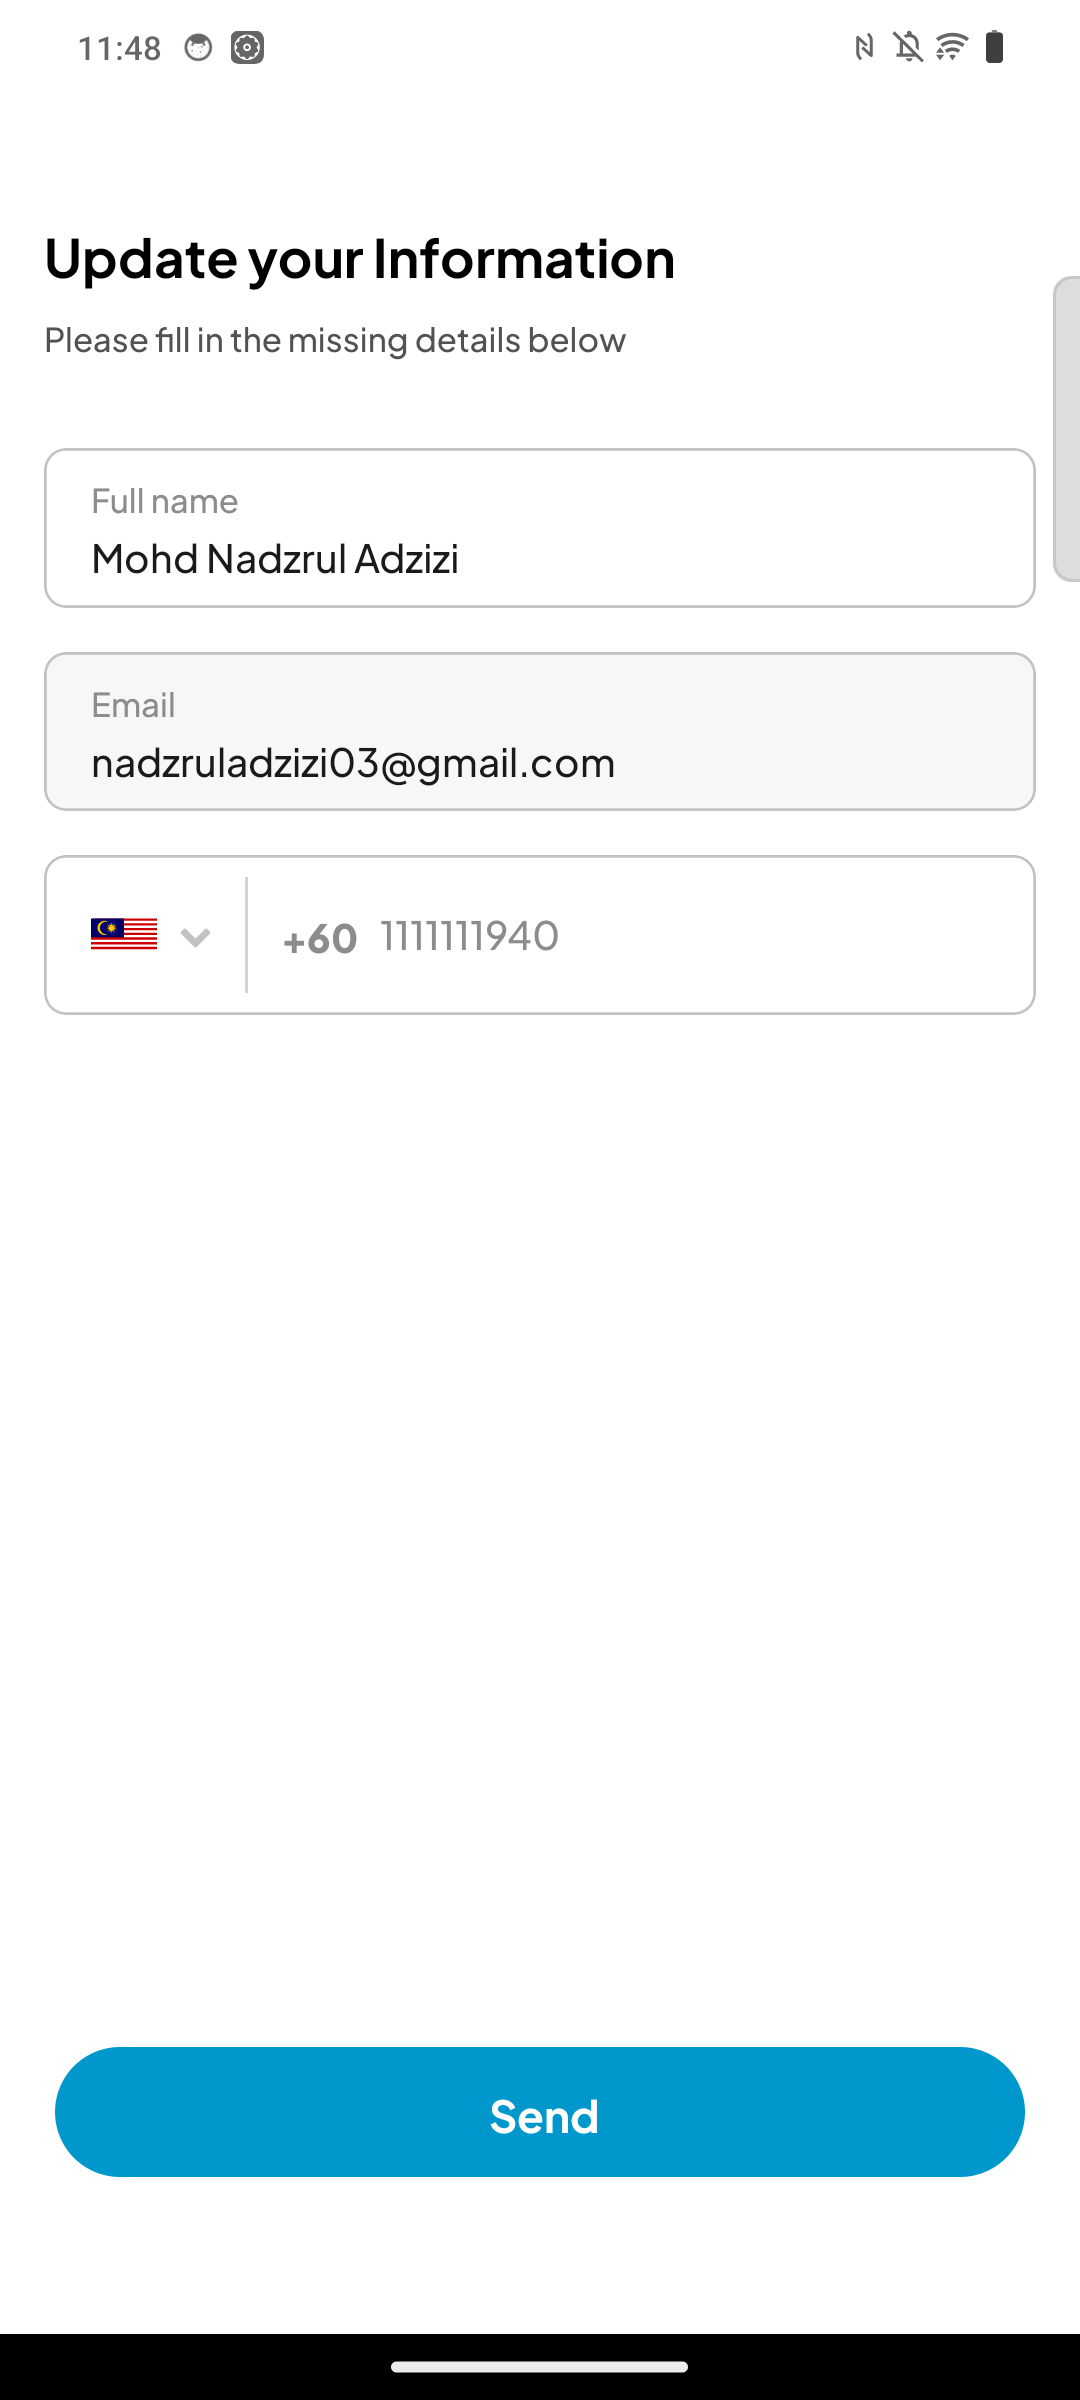 11:48
Update your Information
Please fill in the missing details below
Full name
Mohd Nadzrul Adzizi
Email
nadzruladzizi03@gmail.com
+60 1111111940
Send